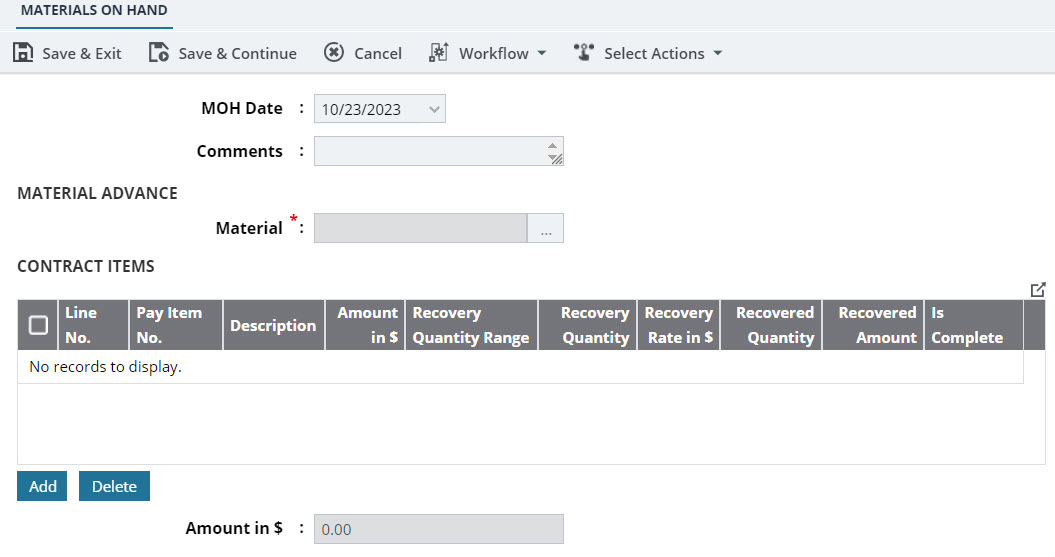 MATERIALS ON HAND
Save & Exit Save & Continue Cancel Workflow Select Actions
MOH Date : 10/23/2023
Comments :
MATERIAL ADVANCE
Material * : ...
CONTRACT ITEMS
Line No. Pay Item No. Description Amount in $ Recovery Quantity Range Recovery Quantity Recovery Rate in $ Recovered Quantity Recovered Amount Is Complete
No records to display.
Add Delete
Amount in $ : 0.00